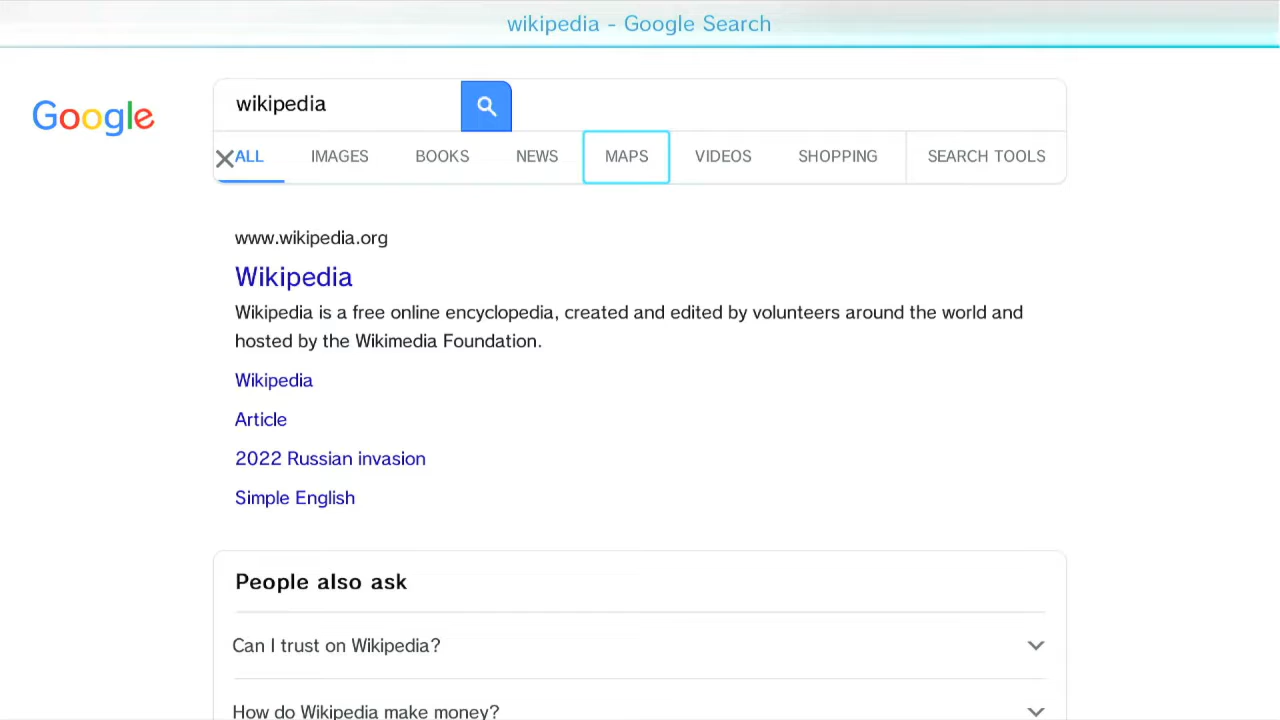 wikipedia - Google Search
Google
wikipedia
ALL IMAGES BOOKS NEWS MAPS VIDEOS SHOPPING SEARCH TOOLS
www.wikipedia.org
Wikipedia
Wikipedia is a free online encyclopedia, created and edited by volunteers around the world and
hosted by the Wikimedia Foundation.
Wikipedia
Article
2022 Russian invasion
Simple English
People also ask
Can I trust on Wikipedia?
How do Wikipedia make money?